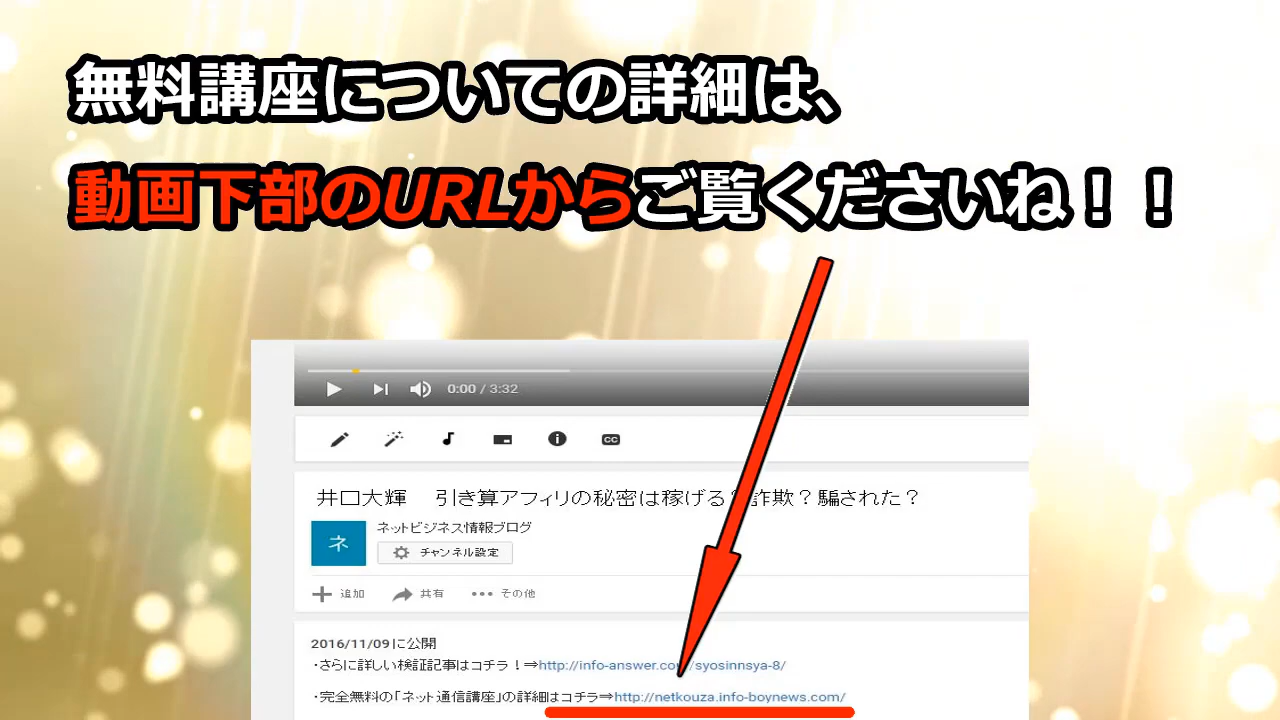 無料講座についての詳細は、
動画下部のURLからご覧くださいね！！
0:00 / 3:32
CC
井口大輝　引き算アフィリの秘密は稼げる？詐欺？騙された？
ネ
ネットビジネス情報ブログ
チャンネル設定
追加 共有 その他
2016/11/09 に公開
・さらに詳しい検証記事はコチラ！⇒http://info-answer.com/syosinnsya-8/
・完全無料の「ネット通信講座」の詳細はコチラ⇒http://netkouza.info-boynews.com/